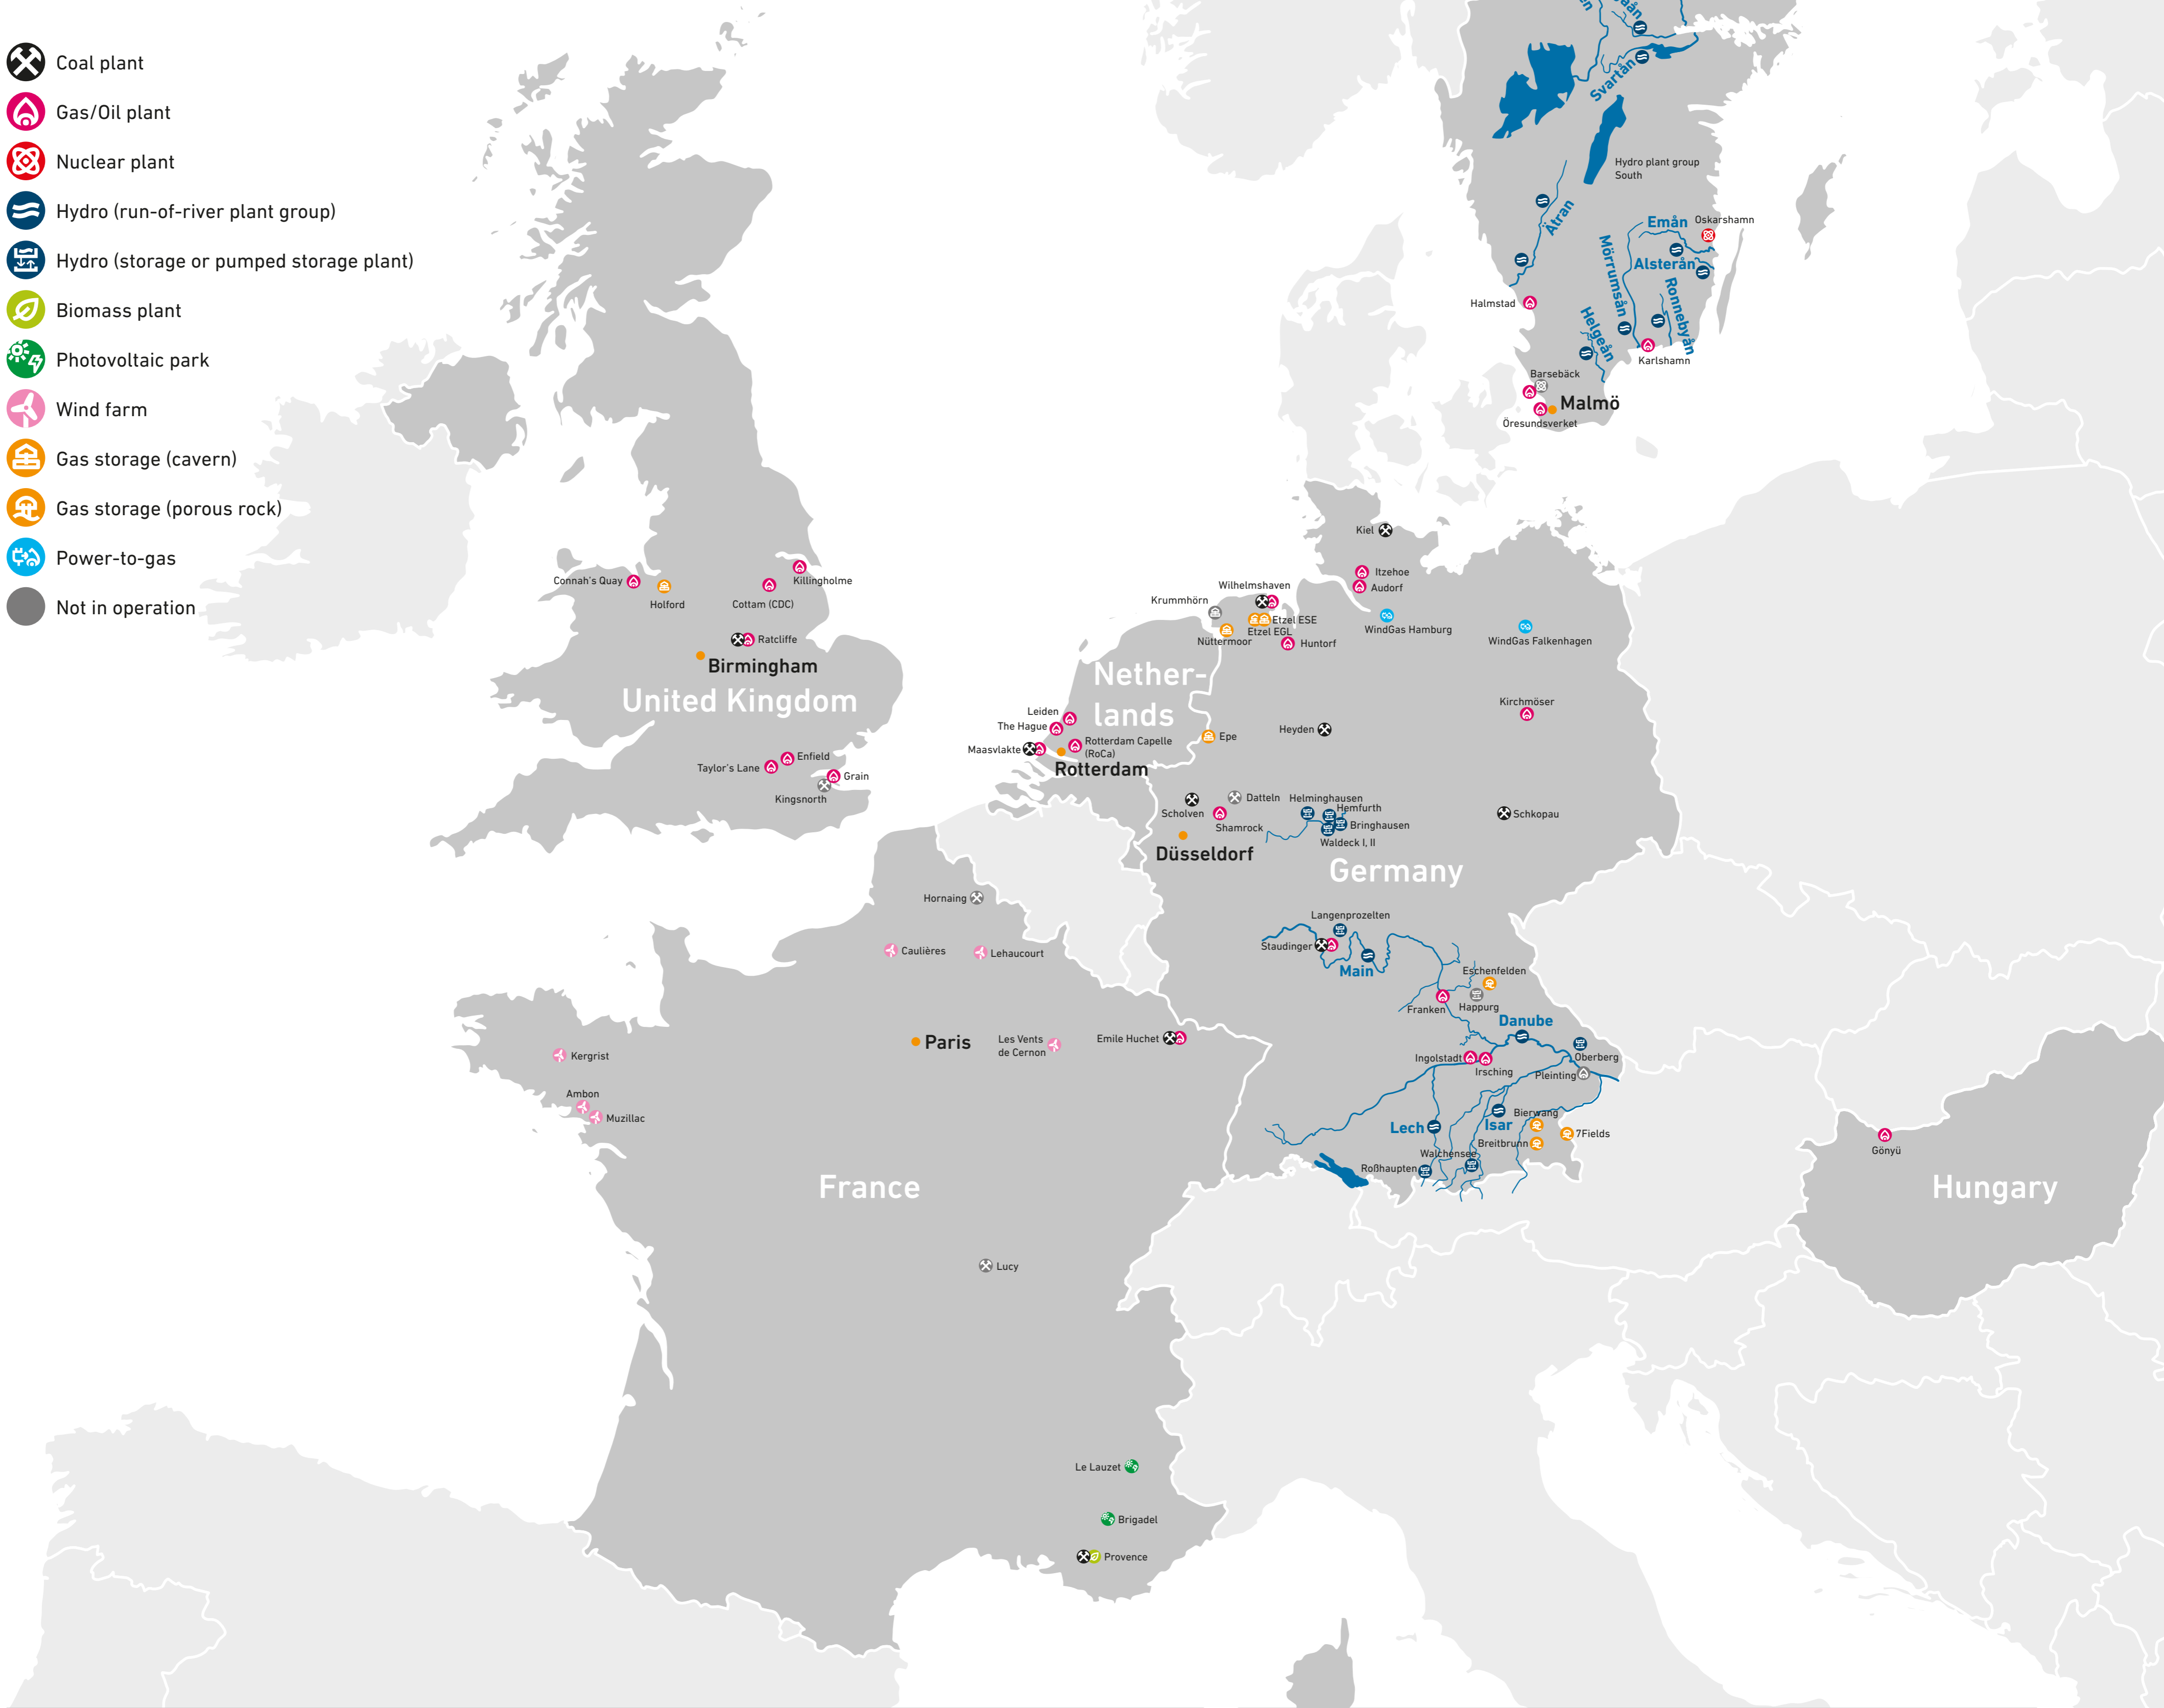 Coal plant
Gas/Oil plant
Nuclear plant
Hydro (run-of-river plant group)
Hydro (storage or pumped storage plant)
Biomass plant
Photovoltaic park
Wind farm
Gas storage (cavern)
Gas storage (porous rock)
Power-to-gas
Not in operation
Svartån
Hydro plant group
South
Ätran
Emån
Oskarshamn
Mörrumsån
Alsterån
Ronnebyån
Halmstad
Helgeån
Karlshamn
Barsebäck
Malmö
Öresundsverket
Connah's Quay
Holford
Killingholme
Cottam (CDC)
Ratcliffe
Birmingham
United Kingdom
Enfield
Taylor's Lane
Grain
Kingsnorth
Kiel
Itzehoe
Audorf
Wilhelmshaven
Krummhörn
Etzel ESE
Etzel EGL
Nüttermoor
Huntorf
WindGas Hamburg
WindGas Falkenhagen
Nether-
lands
Leiden
The Hague
Maasvlakte
Rotterdam Capelle
(RoCa)
Rotterdam
Epe
Heyden
Kirchmöser
Datteln
Scholven
Shamrock
Düsseldorf
Helminghausen
Hemfurth
Bringhausen
Waldeck I, II
Schkopau
Germany
Hornaing
Caulières
Lehaucourt
Langenprozelten
Staudinger
Main
Eschenfelden
Franken
Happurg
Danube
Oberberg
Ingolstadt
Irsching
Pleinting
Paris
Les Vents
de Cernon
Emile Huchet
Kergrist
Ambon
Muzillac
Lech
Isar
Bierwang
7Fields
Breitbrunn
Walchensee
Roßhaupten
Gönyü
France
Hungary
Lucy
Le Lauzet
Brigadel
Provence